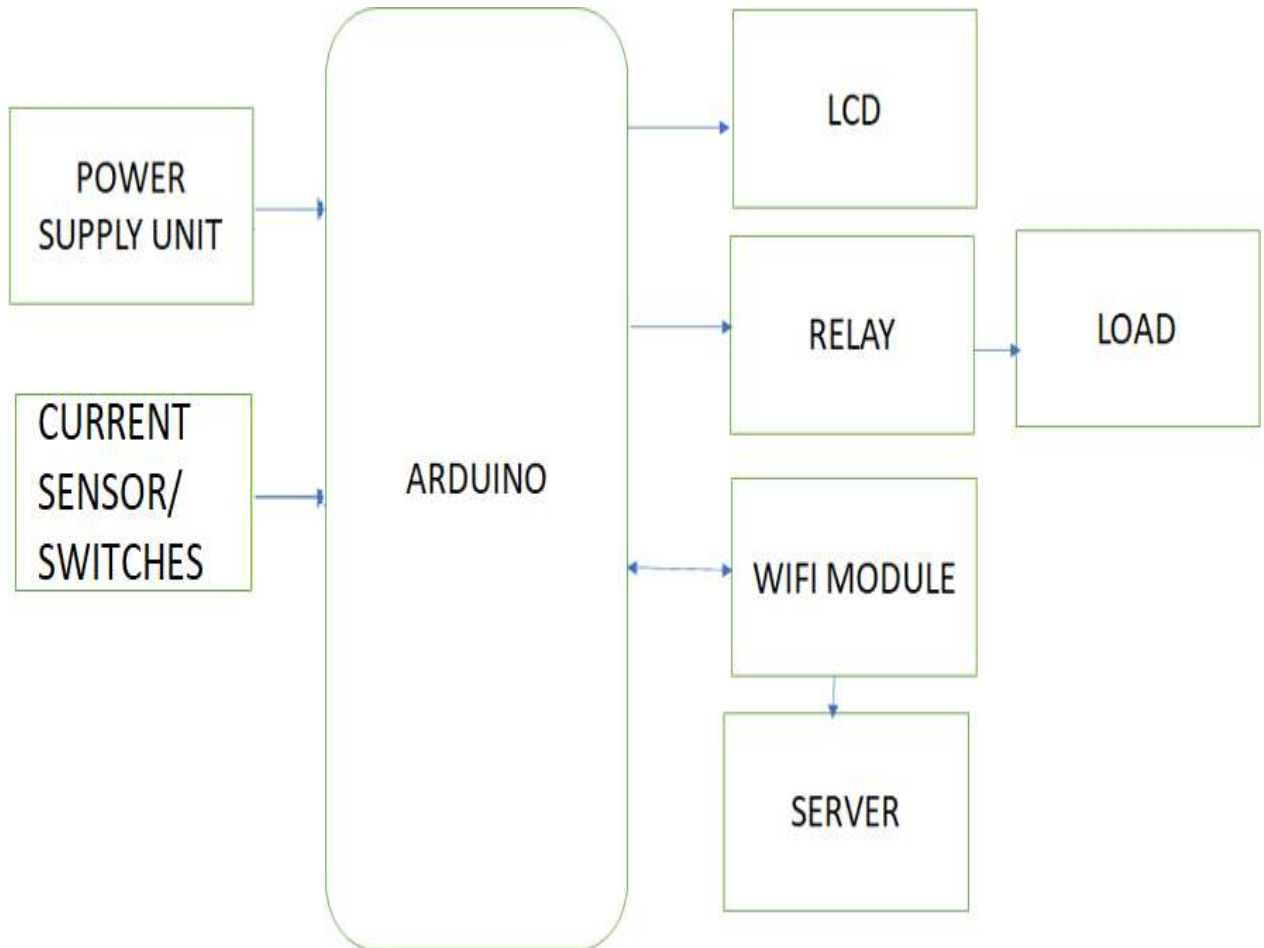 POWER
SUPPLY UNIT
CURRENT
SENSOR/
SWITCHES
ARDUINO
LCD
RELAY
LOAD
WIFI MODULE
SERVER